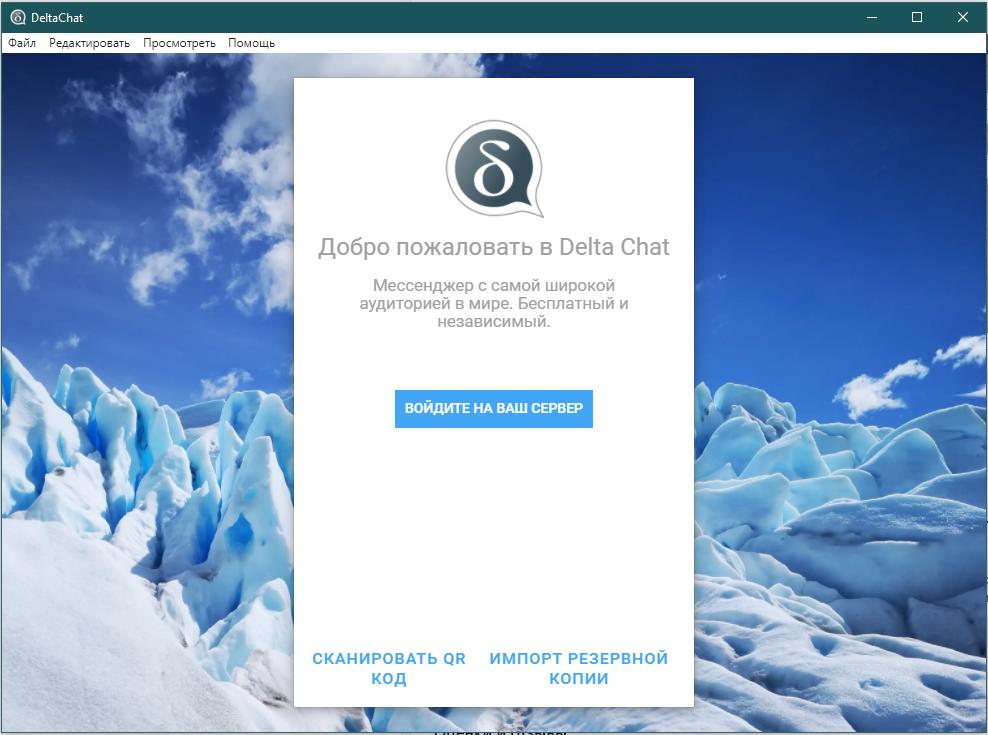 DeltaChat
Файл Редактировать Просмотреть Помощь
δ
Добро пожаловать в Delta Chat
Мессенджер с самой широкой
аудиторией в мире. Бесплатный и
независимый.
ВОЙДИТЕ НА ВАШ СЕРВЕР
СКАНИРОВАТЬ QR
КОД
ИМПОРТ РЕЗЕРВНОЙ
КОПИИ